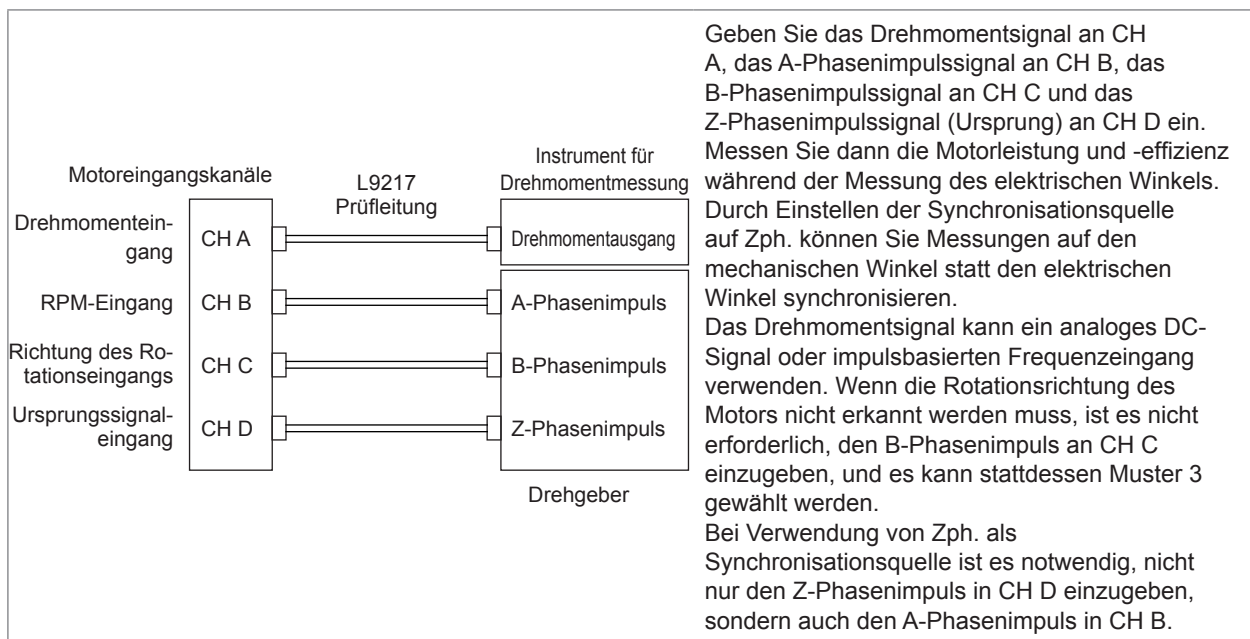 Motoreingangskanäle
L9217
Prüfleitung
Instrument für
Drehmomentmessung
Drehmomentein-
gang
CH A
Drehmomentausgang
RPM-Eingang
CH B
A-Phasenimpuls
Richtung des Ro-
tationseingangs
CH C
B-Phasenimpuls
Ursprungssignal-
eingang
CH D
Z-Phasenimpuls
Drehgeber
Geben Sie das Drehmomentsignal an CH
A, das A-Phasenimpulssignal an CH B, das
B-Phasenimpulssignal an CH C und das
Z-Phasenimpulssignal (Ursprung) an CH D ein.
Messen Sie dann die Motorleistung und -effizienz
während der Messung des elektrischen Winkels.
Durch Einstellen der Synchronisationsquelle
auf Zph. können Sie Messungen auf den
mechanischen Winkel statt den elektrischen
Winkel synchronisieren.
Das Drehmomentsignal kann ein analoges DC-
Signal oder impulsbasierten Frequenzeingang
verwenden. Wenn die Rotationsrichtung des
Motors nicht erkannt werden muss, ist es nicht
erforderlich, den B-Phasenimpuls an CH C
einzugeben, und es kann stattdessen Muster 3
gewählt werden.
Bei Verwendung von Zph. als
Synchronisationsquelle ist es notwendig, nicht
nur den Z-Phasenimpuls in CH D einzugeben,
sondern auch den A-Phasenimpuls in CH B.